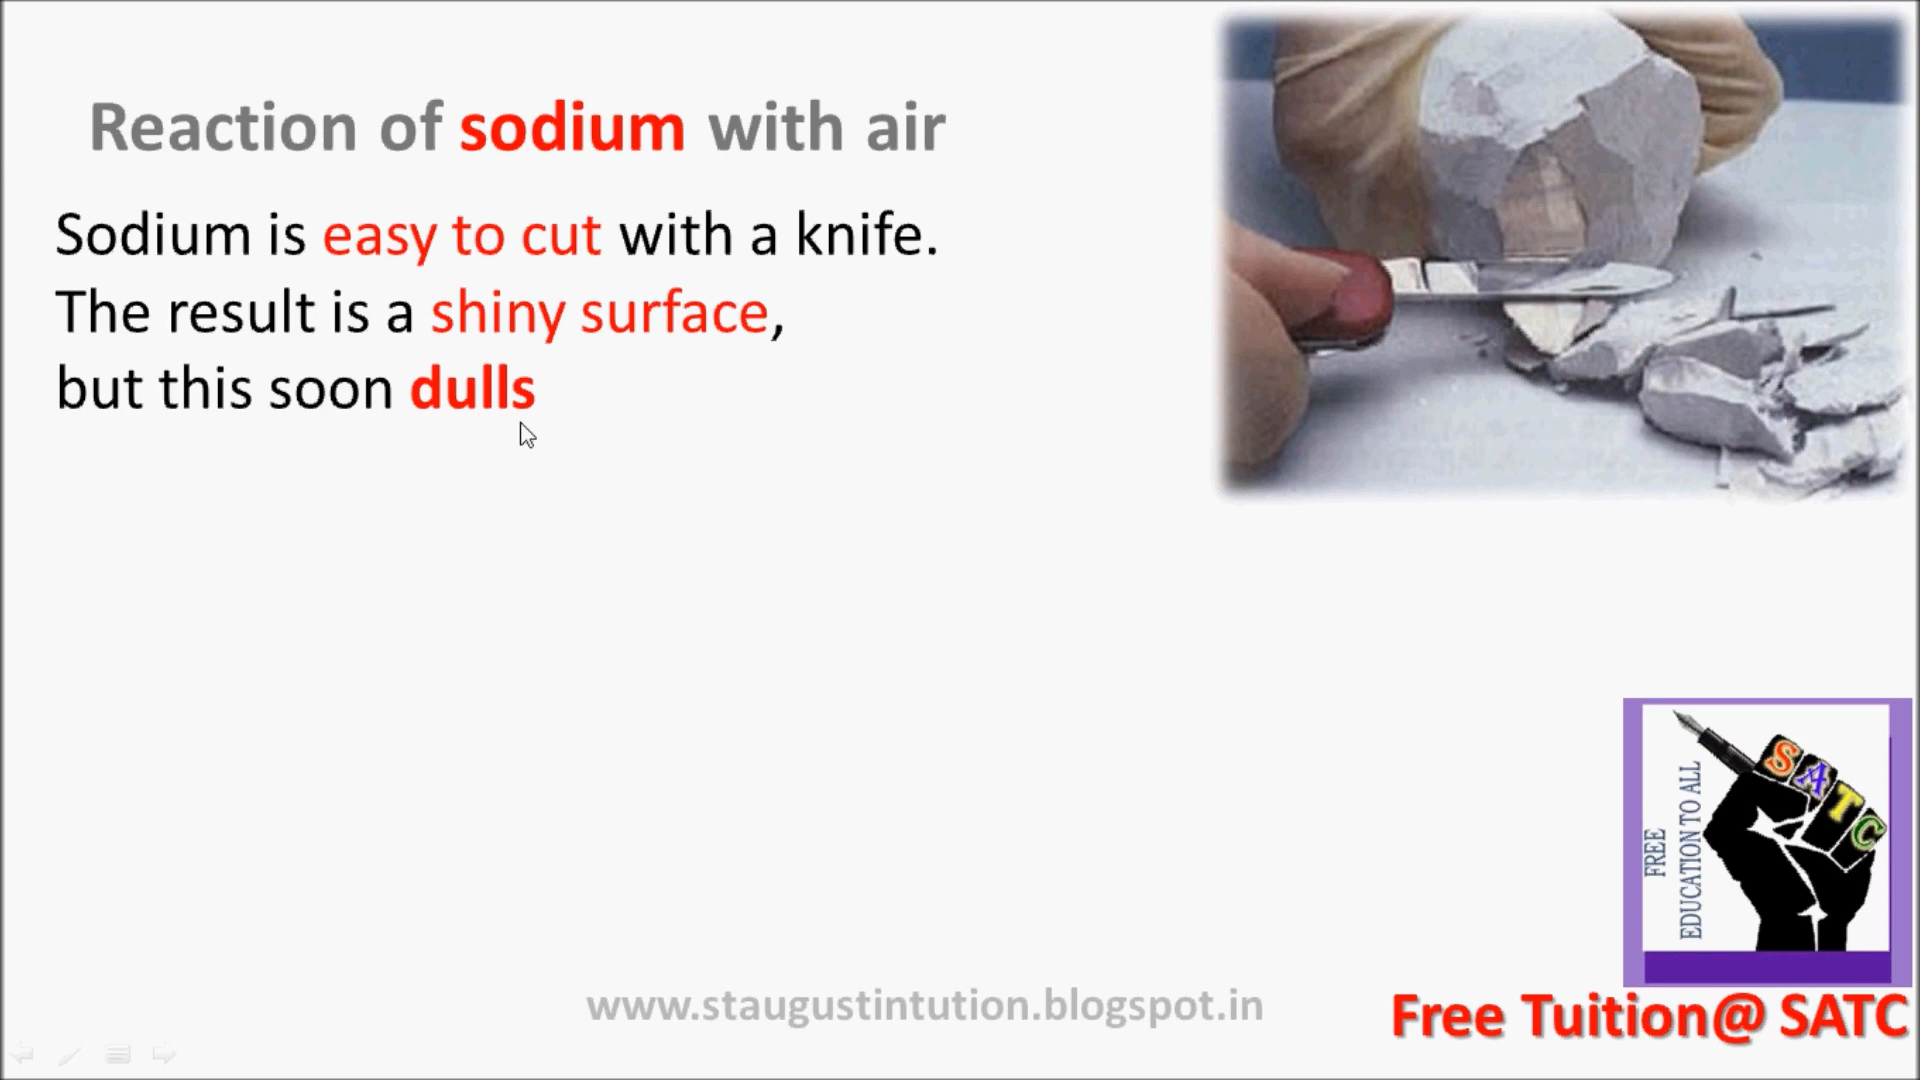 Reaction of sodium with air
Sodium is easy to cut with a knife.
The result is a shiny surface,
but this soon dulls
SATC
FREE
EDUCATION TO ALL
www.staugustintution.blogspot.in
Free Tuition@ SATC